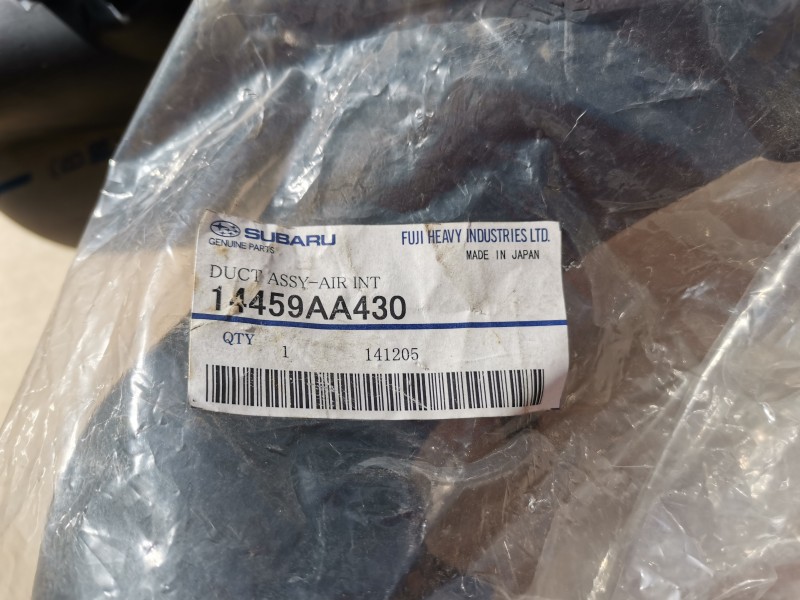 SUBARU FUJI HEAVY INDUSTRIES LTD.
GENUINE PARTS MADE IN JAPAN
DUCT ASSY-AIR INT
14459AA430
QTY 1 141205